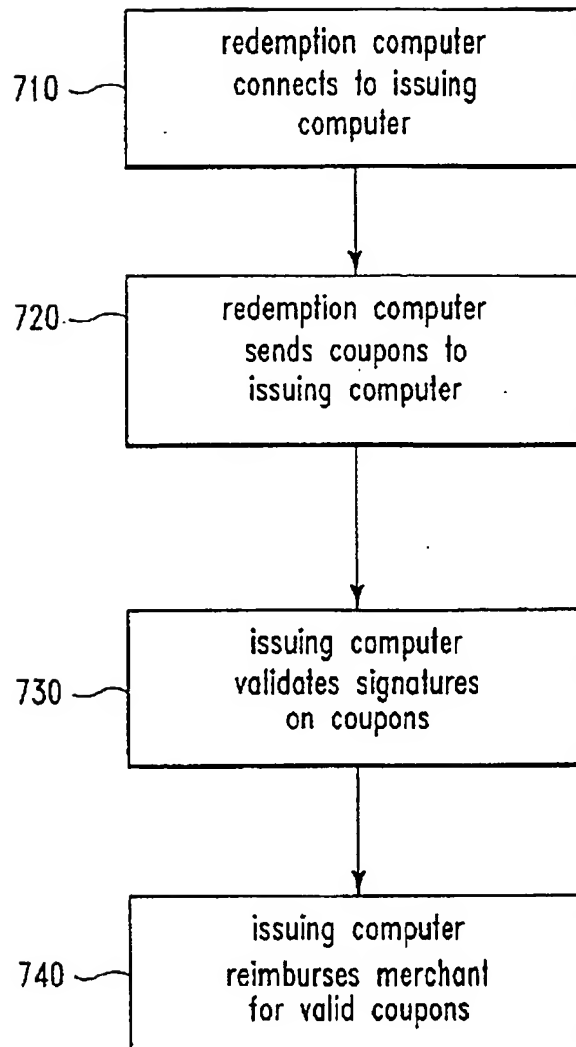 710
redemption computer
connects to issuing
computer
720
redemption computer
sends coupons to
issuing computer
730
issuing computer
validates signatures
on coupons
740
issuing computer
reimburses merchant
for valid coupons